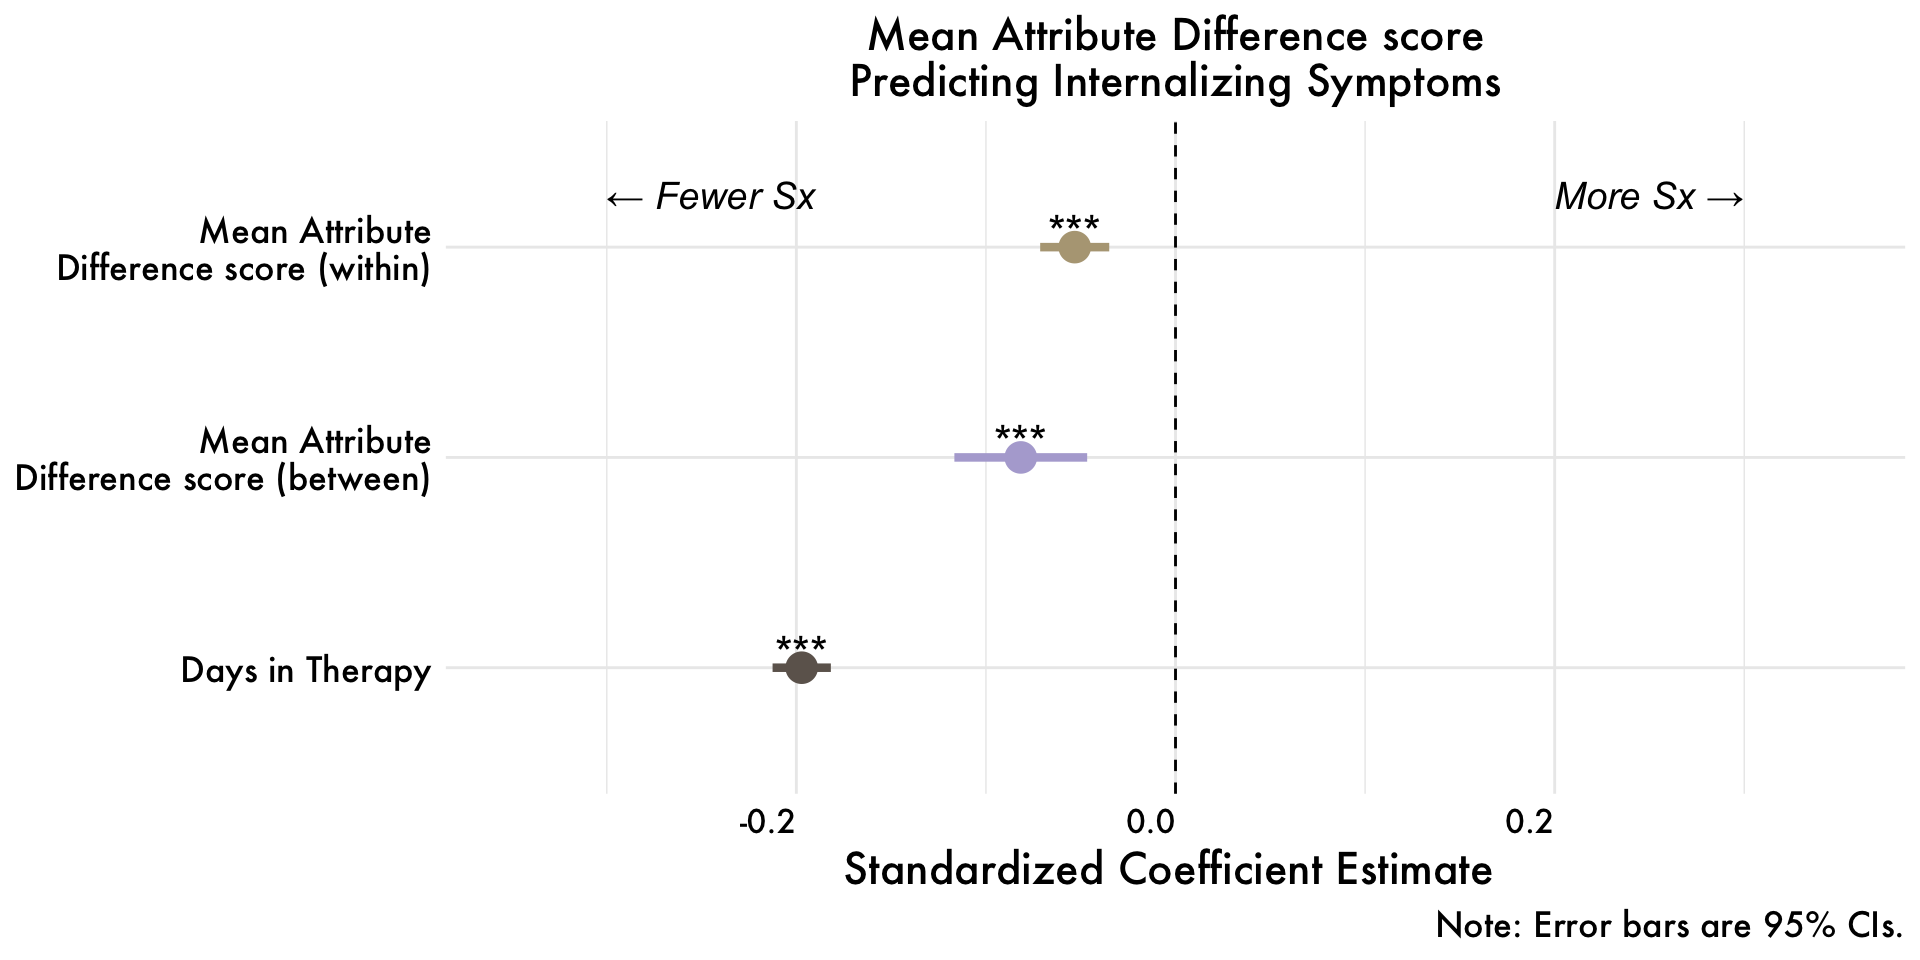 Mean Attribute Difference score
Predicting Internalizing Symptoms
← Fewer Sx
More Sx →
Mean Attribute
Difference score (within)
***
Mean Attribute
Difference score (between)
***
Days in Therapy
***
-0.2
0.0
0.2
Standardized Coefficient Estimate
Note: Error bars are 95% CIs.